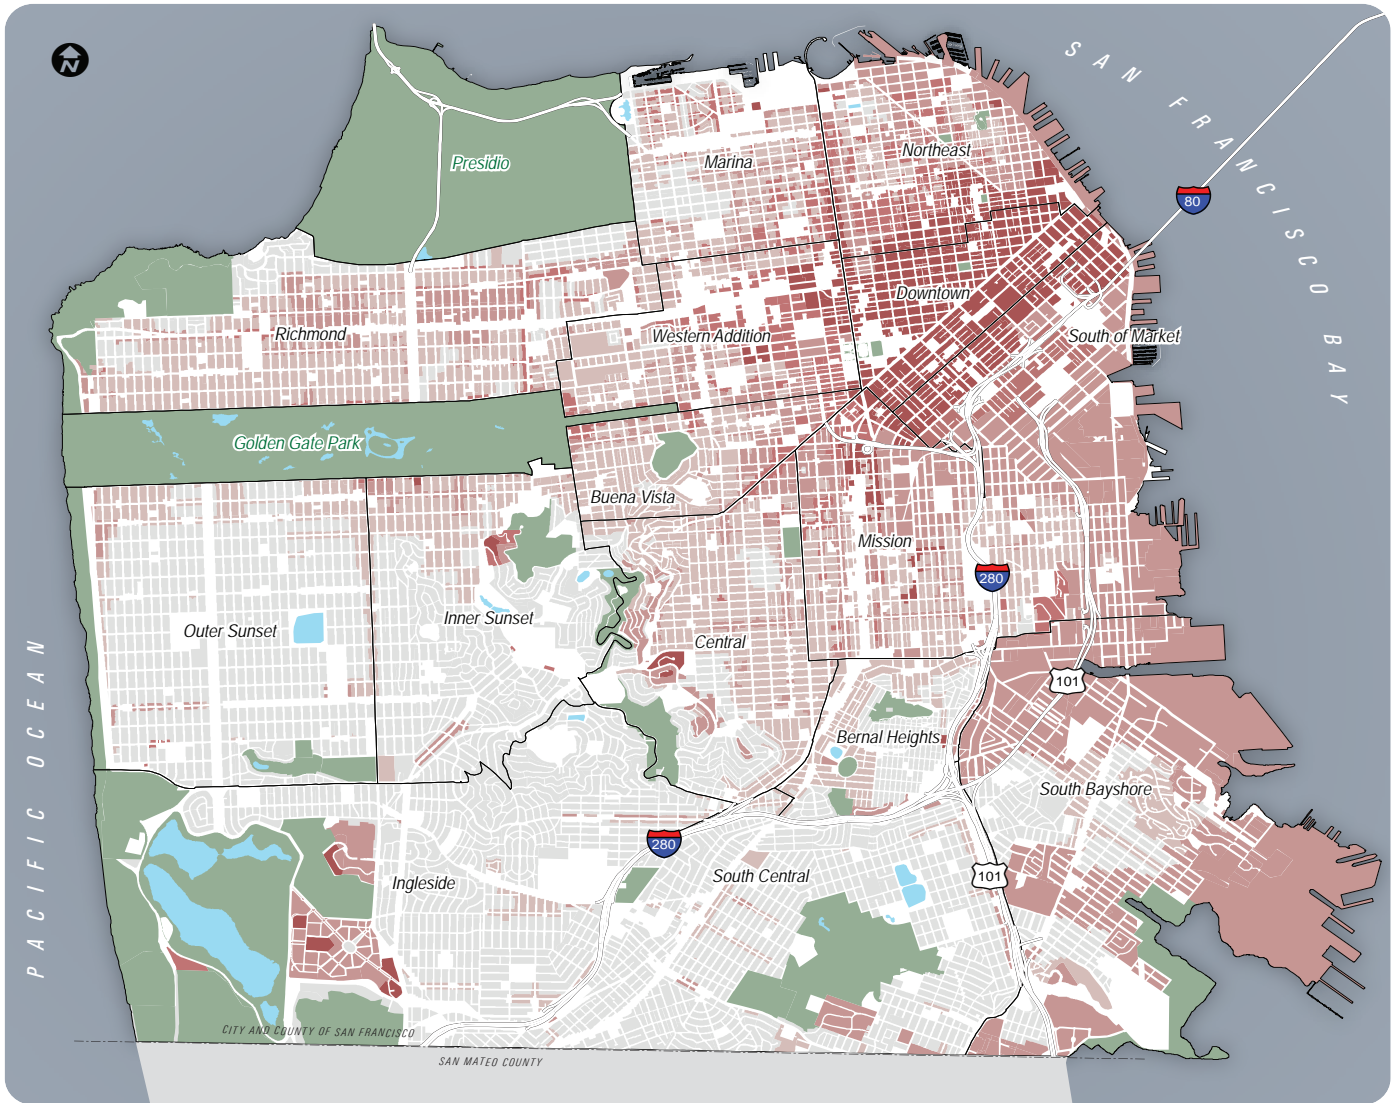 N
SAN FRANCISCO BAY
80
Presidio
Marina
Northeast
Downtown
Richmond
Western Addition
South of Market
Golden Gate Park
Buena Vista
Mission
280
Outer Sunset
Inner Sunset
Central
101
Bernal Heights
South Bayshore
PACIFIC OCEAN
280
Ingleside
South Central
101
CITY AND COUNTY OF SAN FRANCISCO
SAN MATEO COUNTY